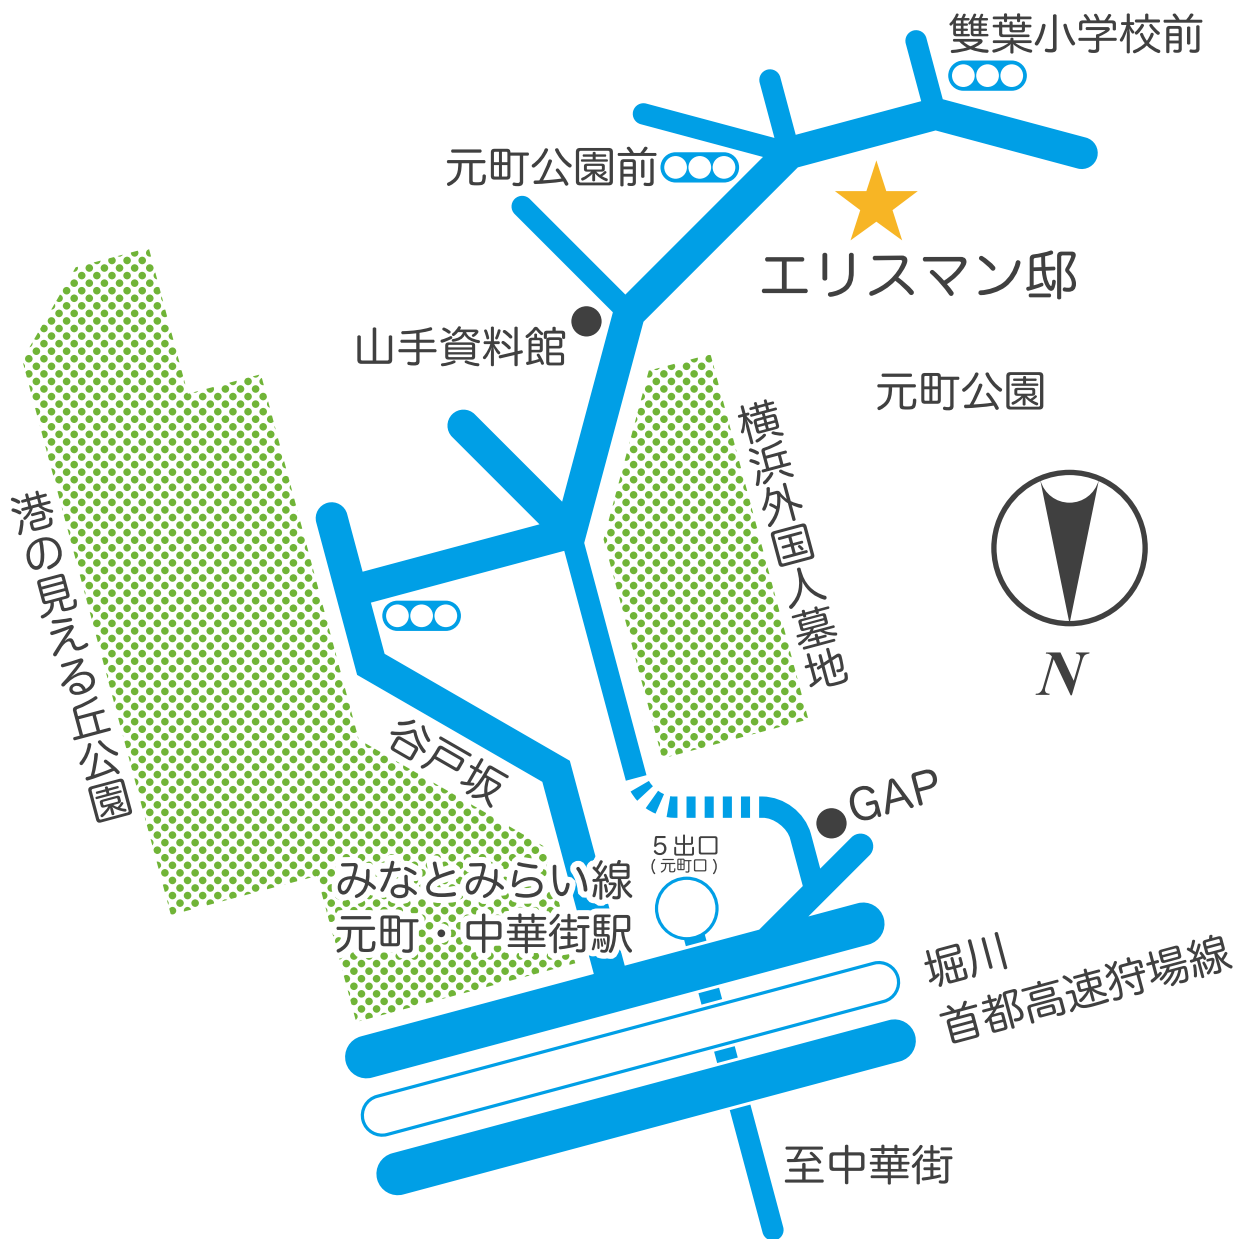 雙葉小学校前
元町公園前
エリスマン邸
山手資料館
元町公園
横浜外国人墓地
港の見える丘公園
N
谷戸坂
GAP
5出口
(元町口)
みなとみらい線
元町・中華街駅
堀川
首都高速狩場線
至中華街